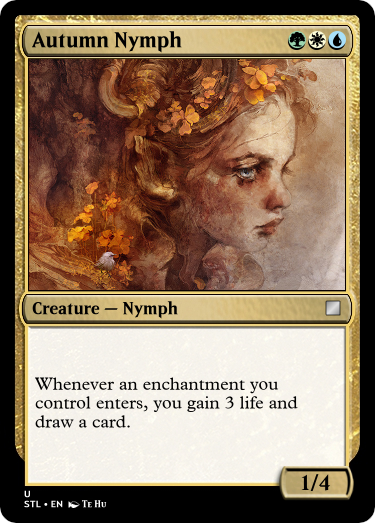 Autumn Nymph
Creature — Nymph
Whenever an enchantment you
control enters, you gain 3 life and
draw a card.
1/4
U
STL • EN Te Hu